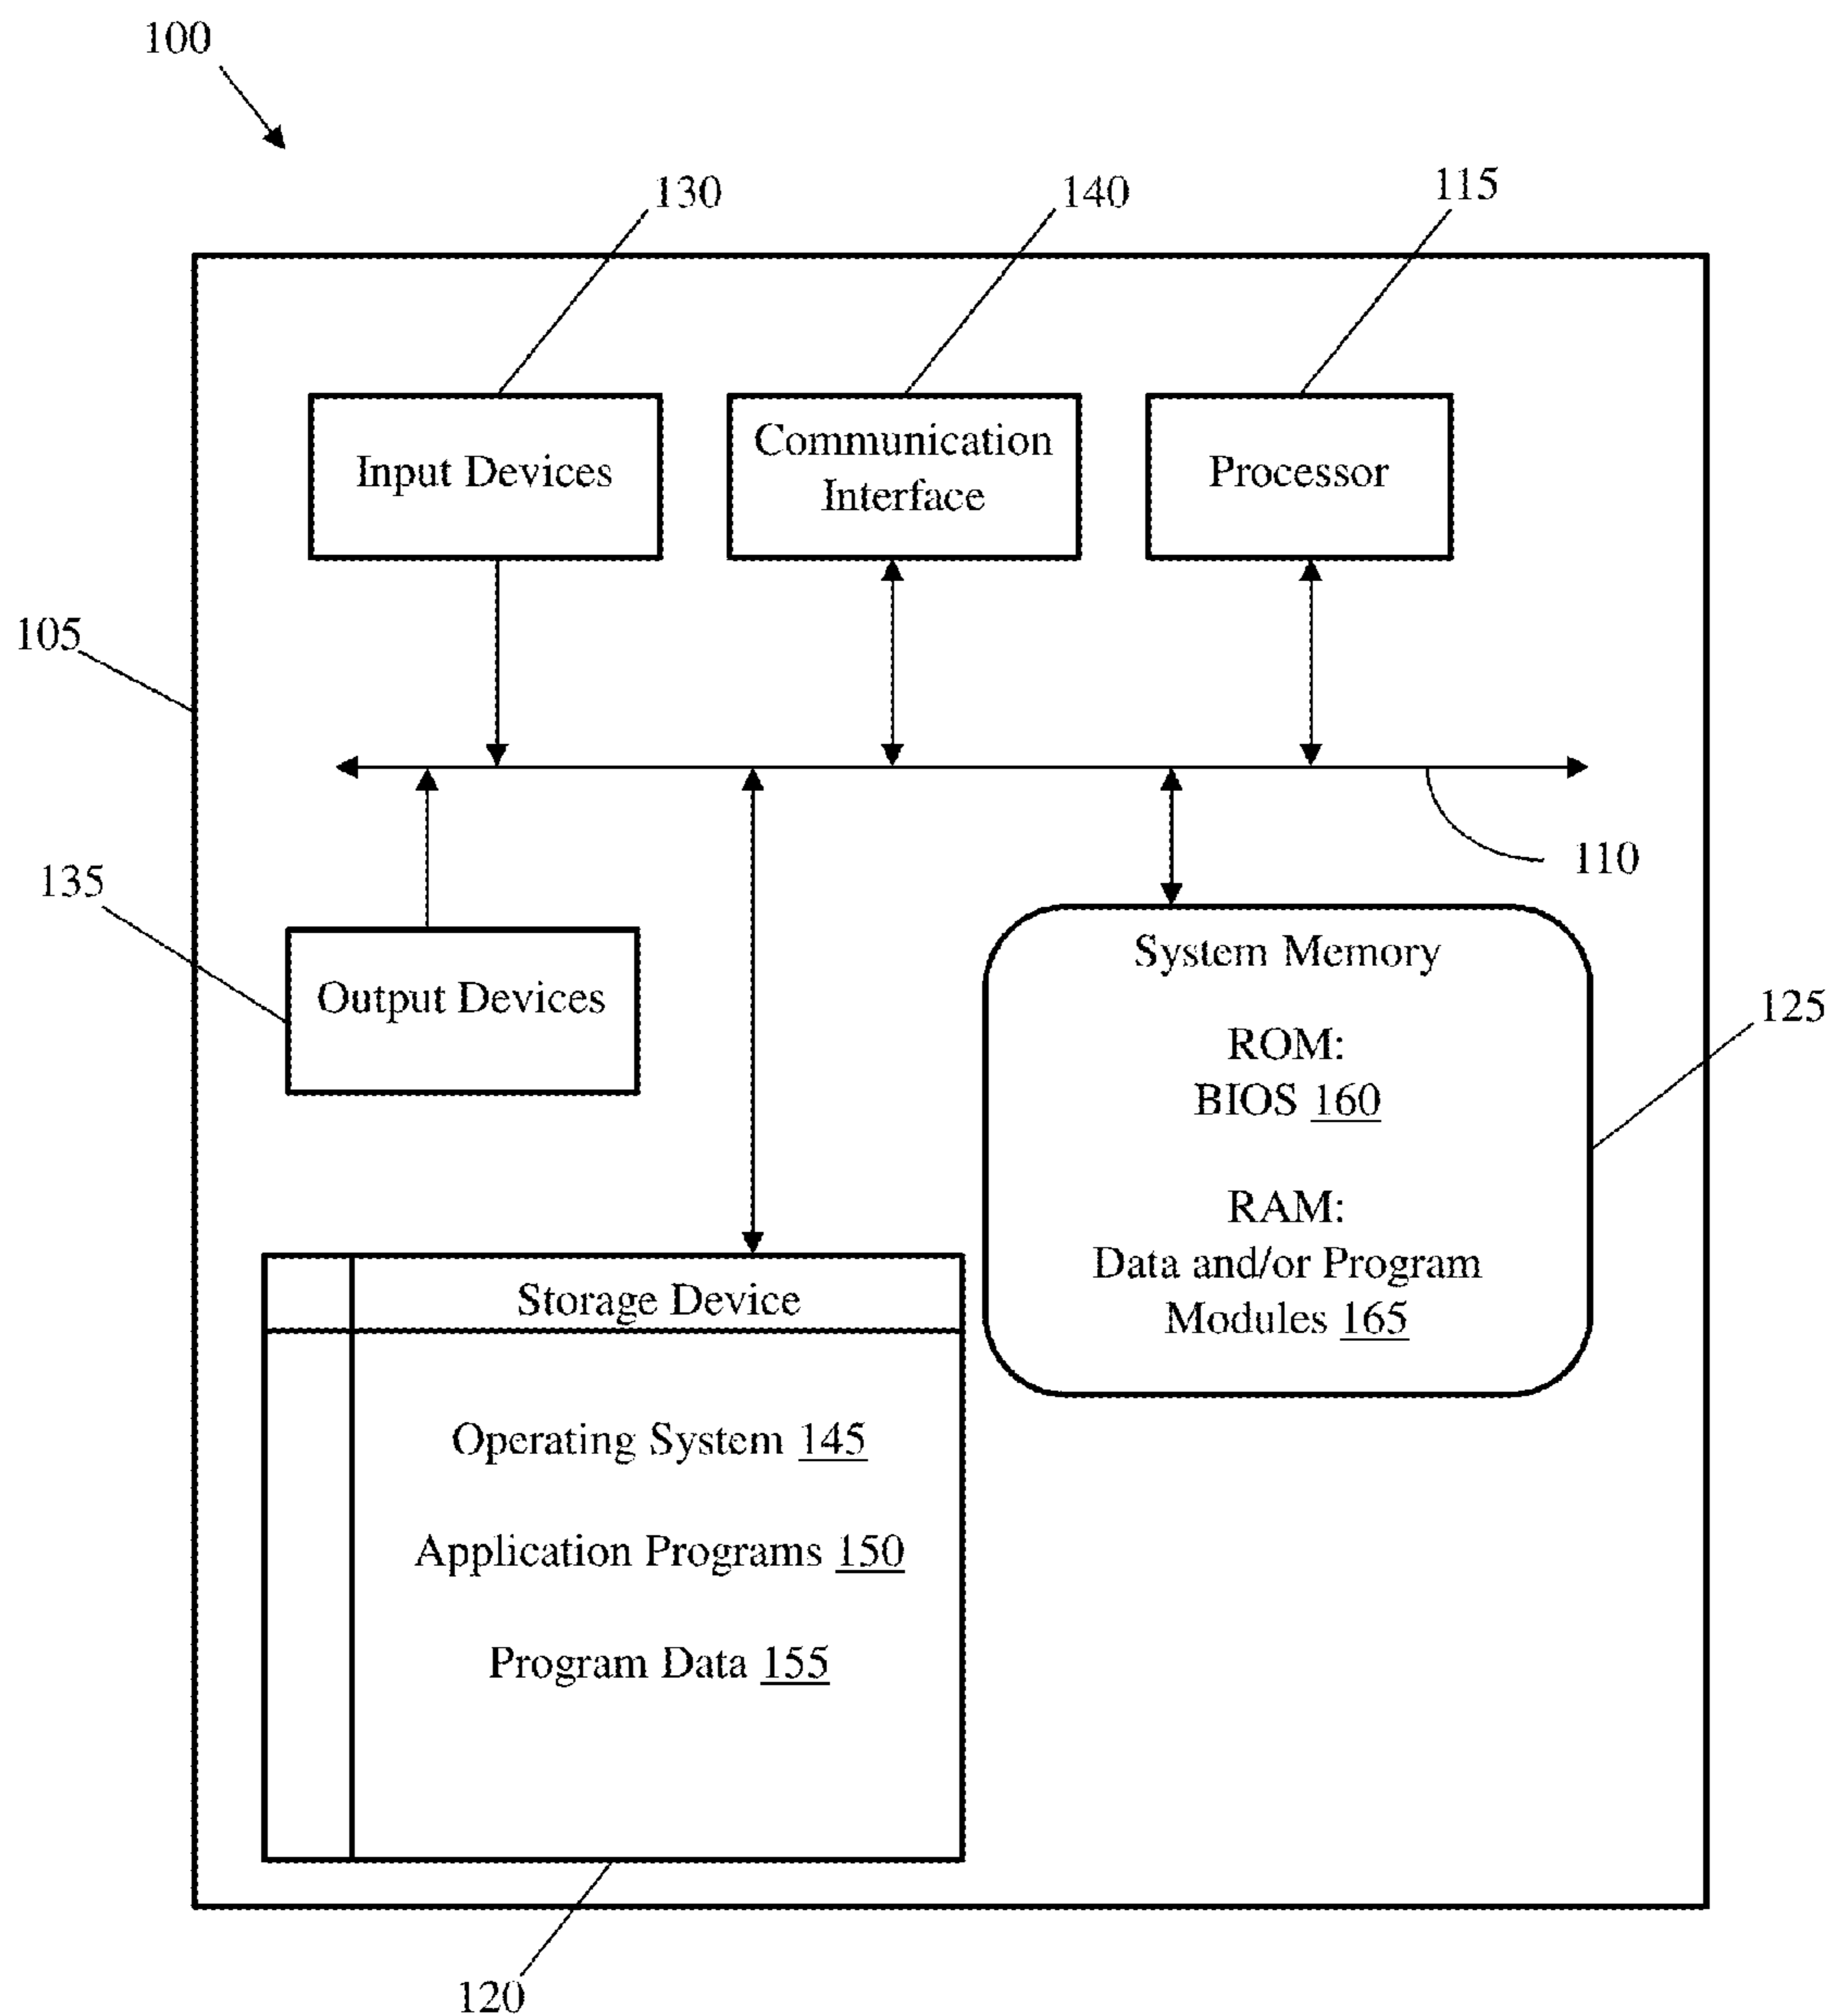 100
130
140
115
Input Devices
Communication
Interface
Processor
105
110
135
Output Devices
System Memory
ROM:
BIOS 160
RAM:
Data and/or Program
Modules 165
125
Storage Device
Operating System 145
Application Programs 150
Program Data 155
120